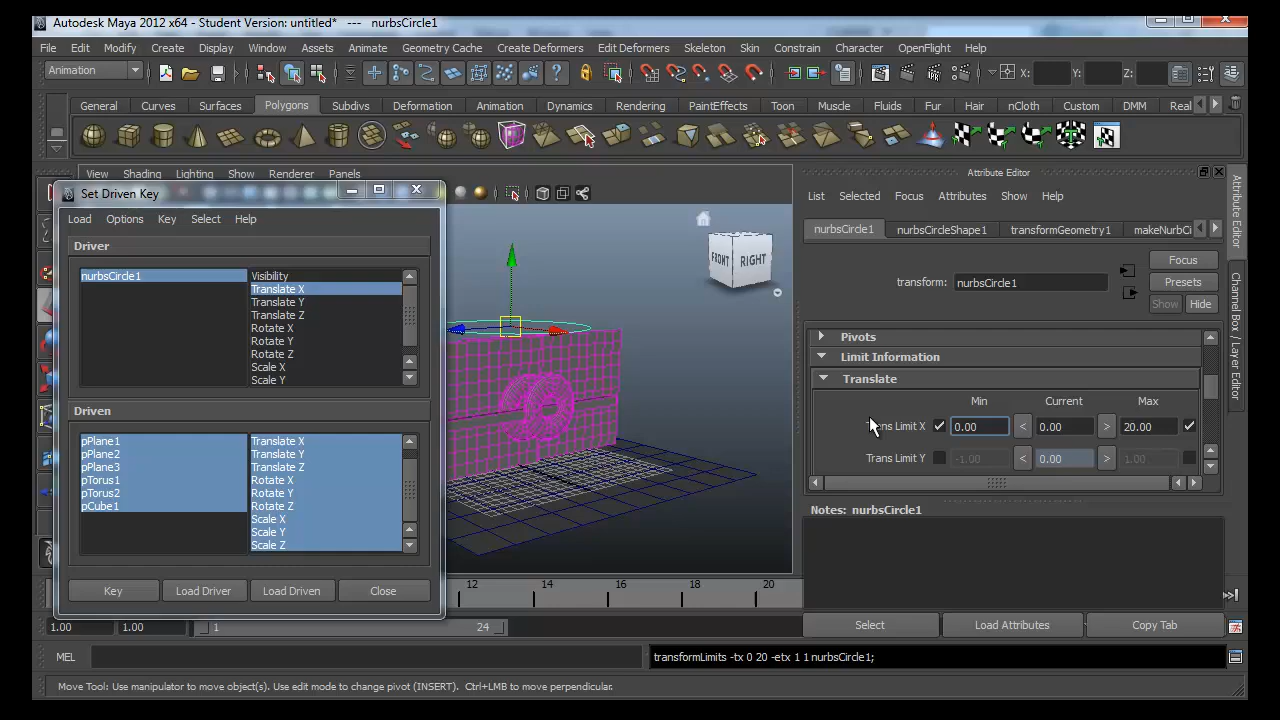 Autodesk Maya 2012 x64 - Student Version: untitled* --- nurbsCircle1
File Edit Modify Create Display Window Assets Animate Geometry Cache Create Deformers Edit Deformers Skeleton Skin Constrain Character OpenFlight Help
Animation X: Y: Z:
General Curves Surfaces Polygons Subdivs Deformation Animation Dynamics Rendering PaintEffects Toon Muscle Fluids Fur Hair nCloth Custom DMM Real
View Shading Lighting Show Renderer Panels
Attribute Editor
Set Driven Key
List Selected Focus Attributes Show Help
Load Options Key Select Help
nurbsCircle1 nurbsCircleShape1 transformGeometry1 makeNurbCi
Driver
FRONT RIGHT
Focus
nurbsCircle1
Visibility
Translate X
Translate Y
Translate Z
Rotate X
Rotate Y
Rotate Z
Scale X
Scale Y
transform: nurbsCircle1
Presets
Show Hide
Pivots
Limit Information
Translate
Min Current Max
Trans Limit X 0.00 < 0.00 > 20.00
Trans Limit Y -1.00 < 0.00 > 1.00
Driven
pPlane1
pPlane2
pPlane3
pTorus1
pTorus2
pCube1
Translate X
Translate Y
Translate Z
Rotate X
Rotate Y
Rotate Z
Scale X
Scale Y
Scale Z
Notes: nurbsCircle1
Key Load Driver Load Driven Close
12 14 16 18 20
Select Load Attributes Copy Tab
1.00 1.00 1 24
MEL
transformLimits -tx 0 20 -etx 1 1 nurbsCircle1;
Move Tool: Use manipulator to move object(s). Use edit mode to change pivot (INSERT). Ctrl+LMB to move perpendicular.
Attribute Editor
Channel Box / Layer Editor